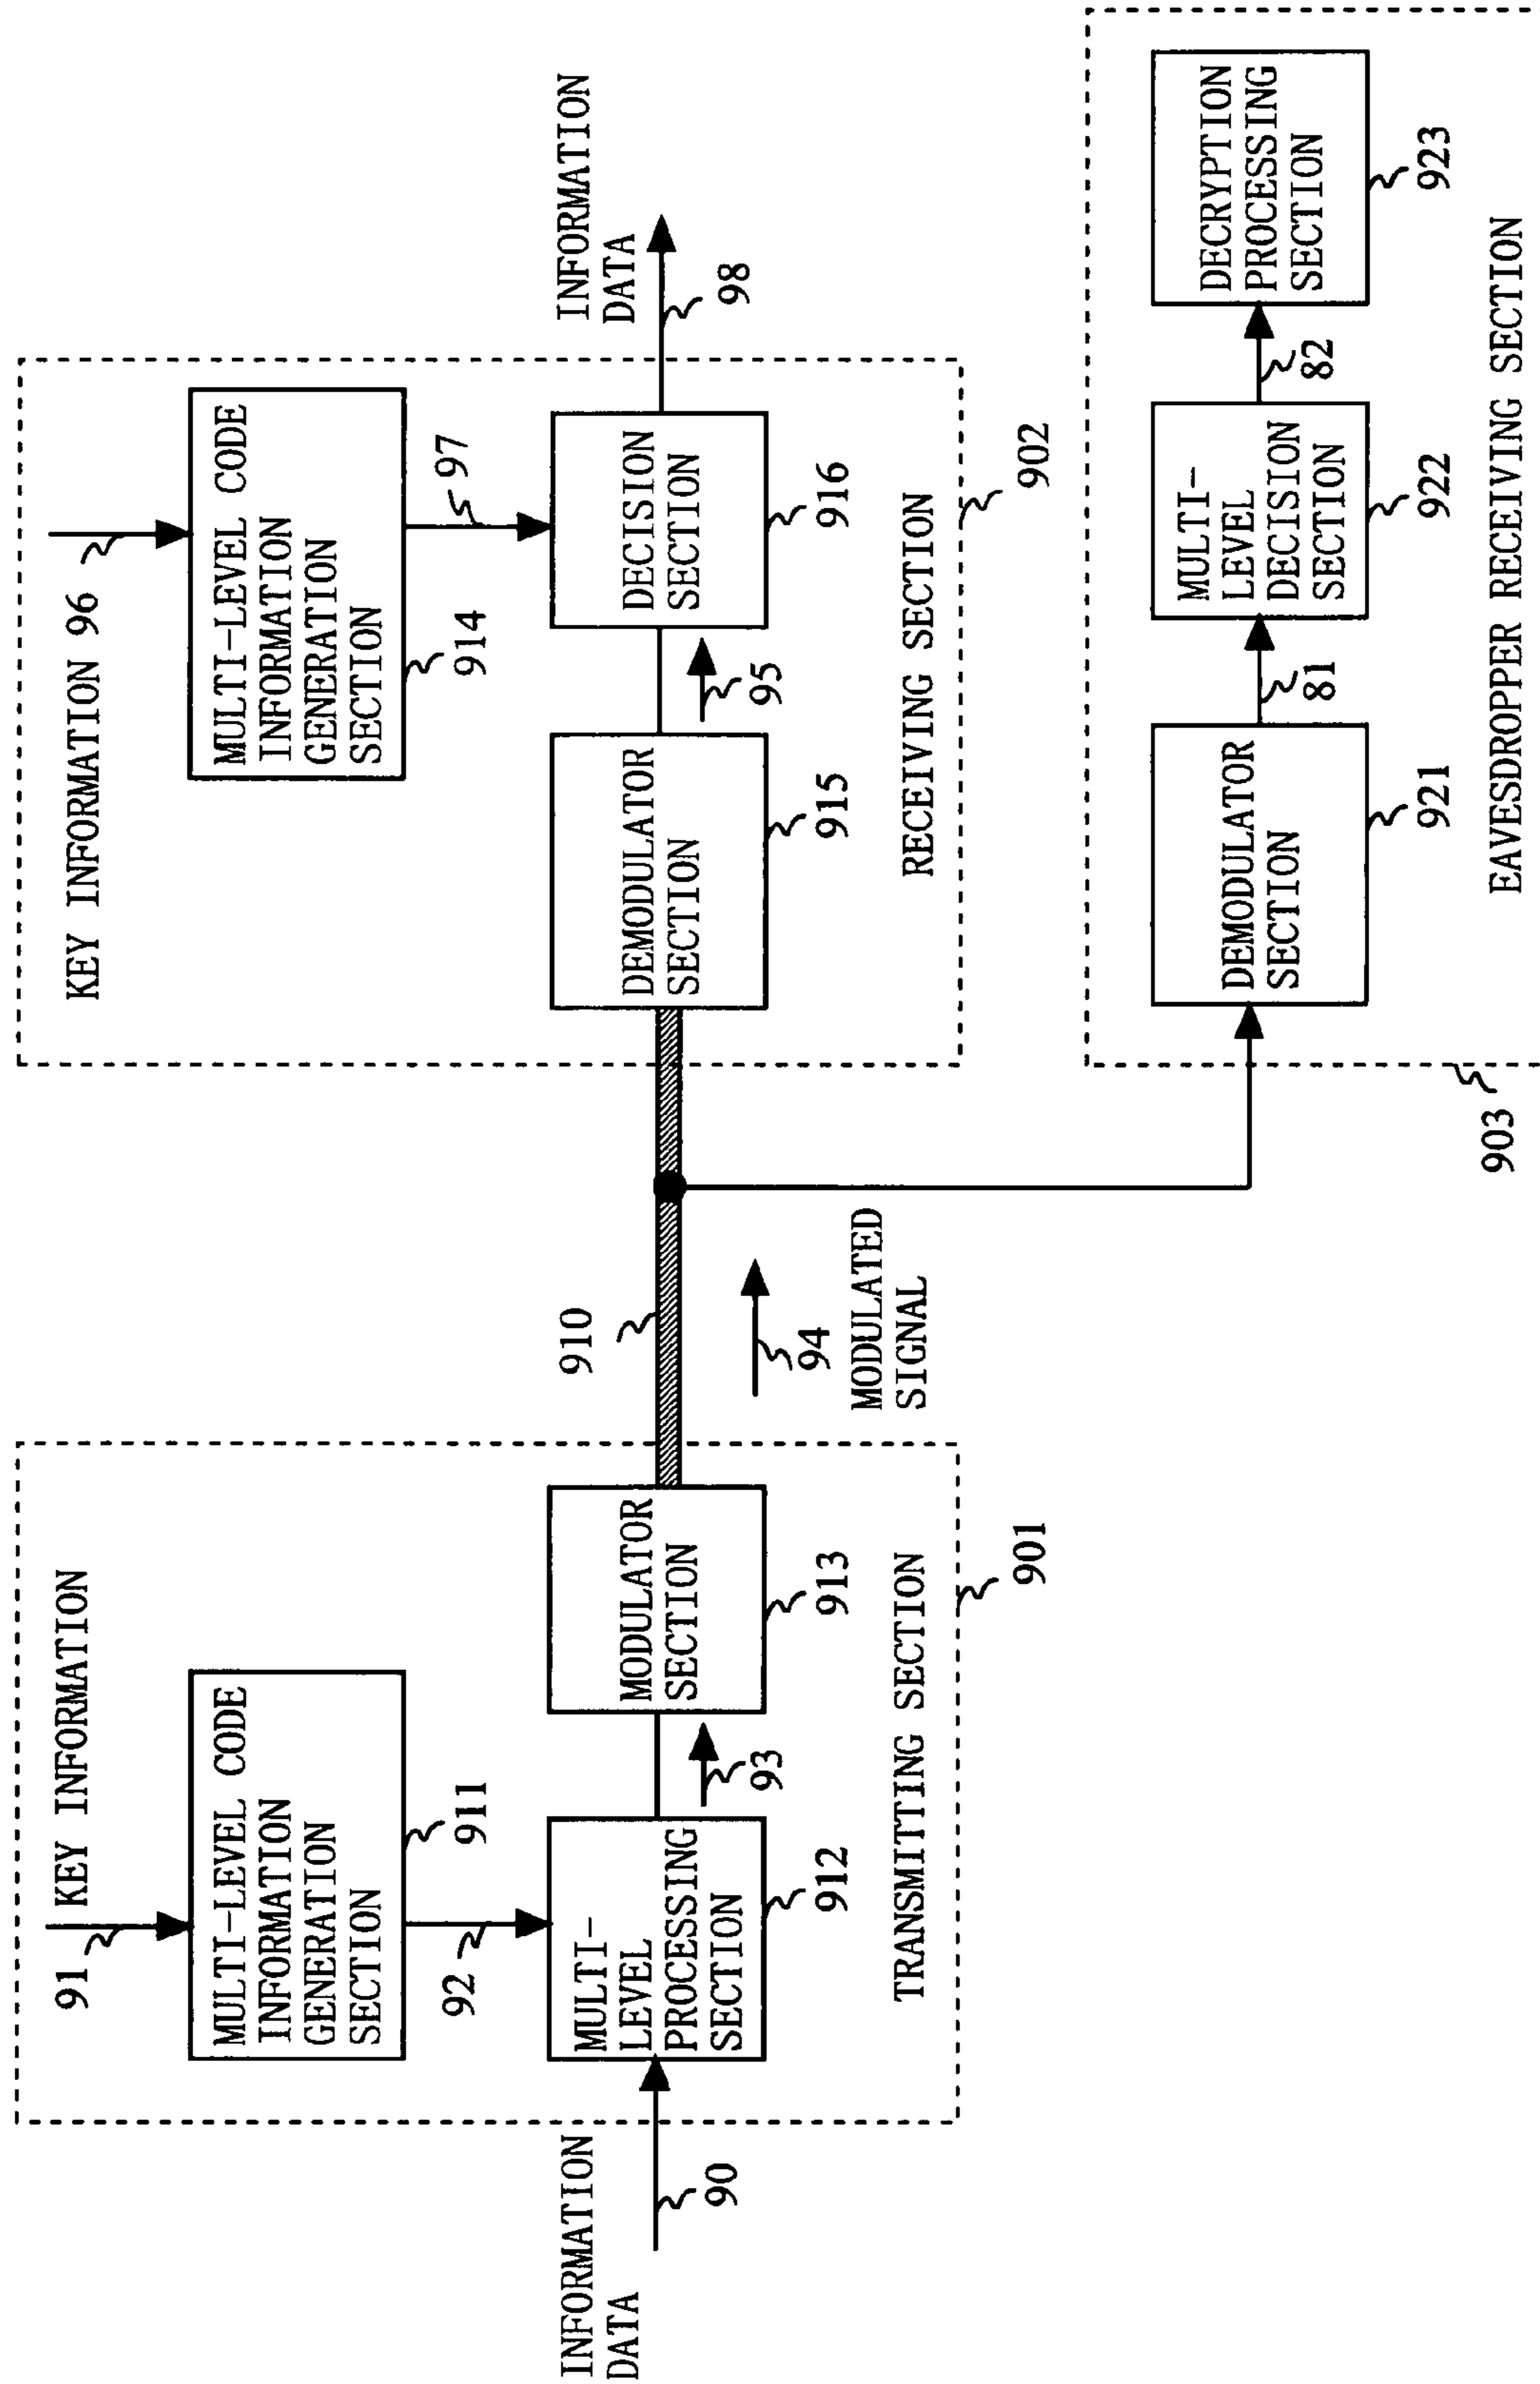 INFORMATION
DATA
90
91
KEY INFORMATION
MULTI-LEVEL CODE
INFORMATION
GENERATION
SECTION
911
92
MULTI-
LEVEL
PROCESSING
SECTION
912
93
MODULATOR
SECTION
913
TRANSMITTING SECTION
901
910
94
MODULATED
SIGNAL
KEY INFORMATION 96
MULTI-LEVEL CODE
INFORMATION
GENERATION
SECTION
914
97
DEMODULATOR
SECTION
915
95
DECISION
SECTION
916
RECEIVING SECTION
902
INFORMATION
DATA
98
DEMODULATOR
SECTION
921
81
MULTI-
LEVEL
DECISION
SECTION
922
82
DECRYPTION
PROCESSING
SECTION
923
EAVESDROPPER RECEIVING SECTION
903